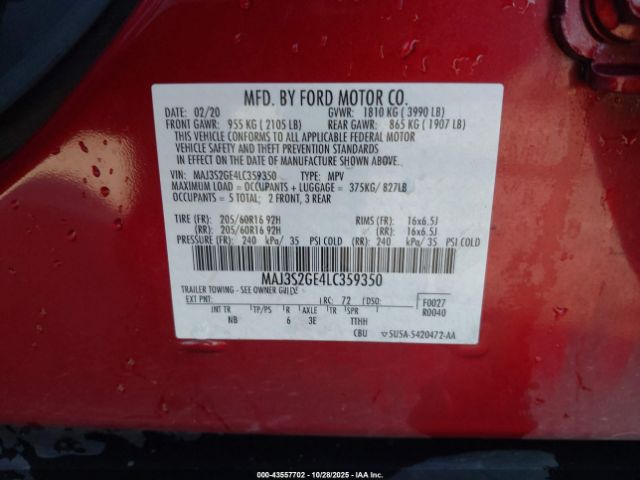 MFD. BY FORD MOTOR CO.
DATE: 02/20 GVWR: 1810 KG ( 3990 LB)
FRONT GAWR: 955 KG ( 2105 LB) REAR GAWR: 865 KG ( 1907 LB)
THIS VEHICLE CONFORMS TO ALL APPLICABLE FEDERAL MOTOR
VEHICLE SAFETY AND THEFT PREVENTION STANDARDS
IN EFFECT ON THE DATE OF MANUFACTURE SHOWN ABOVE.
VIN: MAJ3S2GE4LC359350 TYPE: MPV
MAXIMUM LOAD = OCCUPANTS + LUGGAGE = 375KG/ 827LB
OCCUPANTS = 5 TOTAL; 2 FRONT, 3 REAR
TIRE (FR): 205/60R16 92H RIMS (FR): 16x6.5J
(RR): 205/60R16 92H (RR): 16x6.5J
PRESSURE (FR): 240 kPa/ 35 PSI COLD (RR): 240 kPa/ 35 PSI COLD
MAJ3S2GE4LC359350
TRAILER TOWING - SEE OWNER GUIDE
EXT PNT: RC: 72 DSO: F0027
R0040
INT TR TP/PS R AXLE TR SPR
NB 6 3E TTHH
CBU SU5A-5420472-AA
000-43557702 - 10/28/2025 - IAA, Inc.